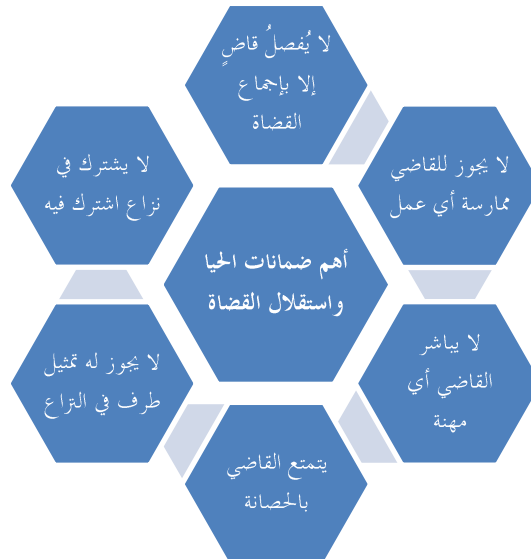 أهم ضمانات الحيا
واستقلال القضاة
لا يُفصلُ قاضٍ
إلا بإجماع
القضاة
لا يجوز للقاضي
ممارسة أي عمل
لا يباشر
القاضي أي
مهنة
يتمتع القاضي
بالحصانة
لا يجوز له تمثيل
طرف في النزاع
لا يشترك في
نزاع اشترك فيه